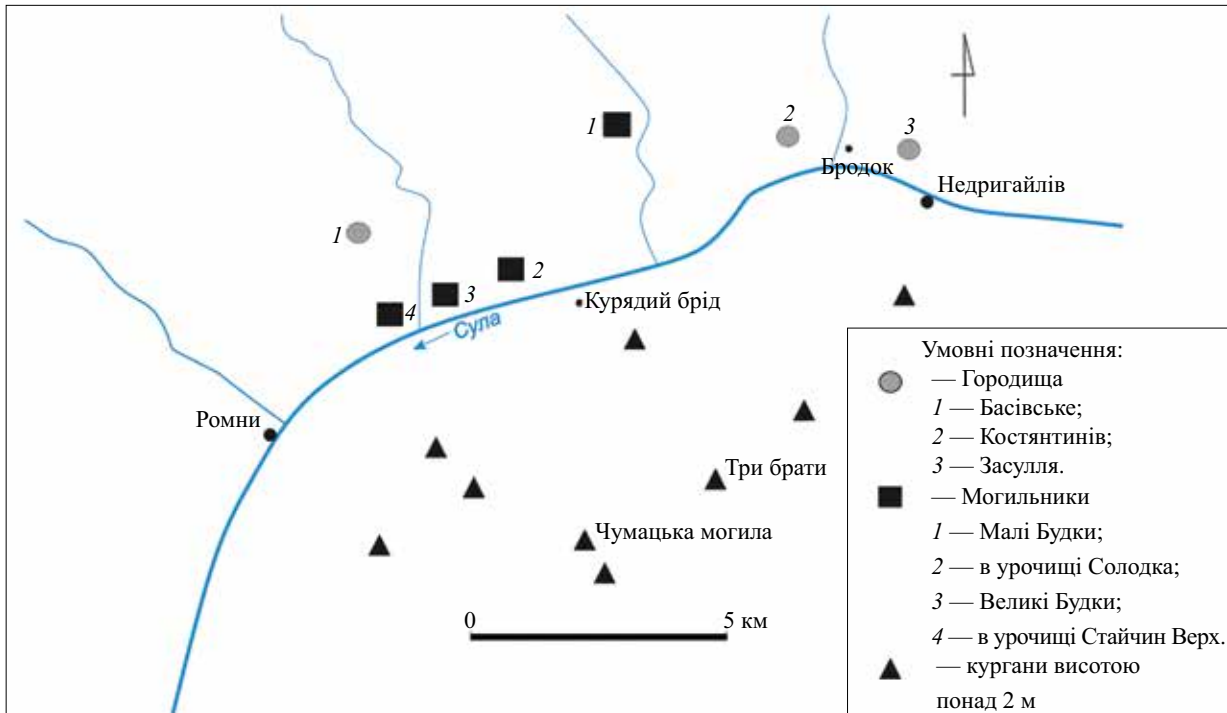 1
2
3
Бродок
Недригайлів
1
2
3
4
Курядий брід
Сула
Ромни
Три брати
Чумацька могила
0 5 км
Умовні позначення:
— Городища
1 — Басівське;
2 — Костянтинів;
3 — Засулля.
— Могильники
1 — Малі Будки;
2 — в урочищі Солодка;
3 — Великі Будки;
4 — в урочищі Стайчин Верх.
— кургани висотою
понад 2 м